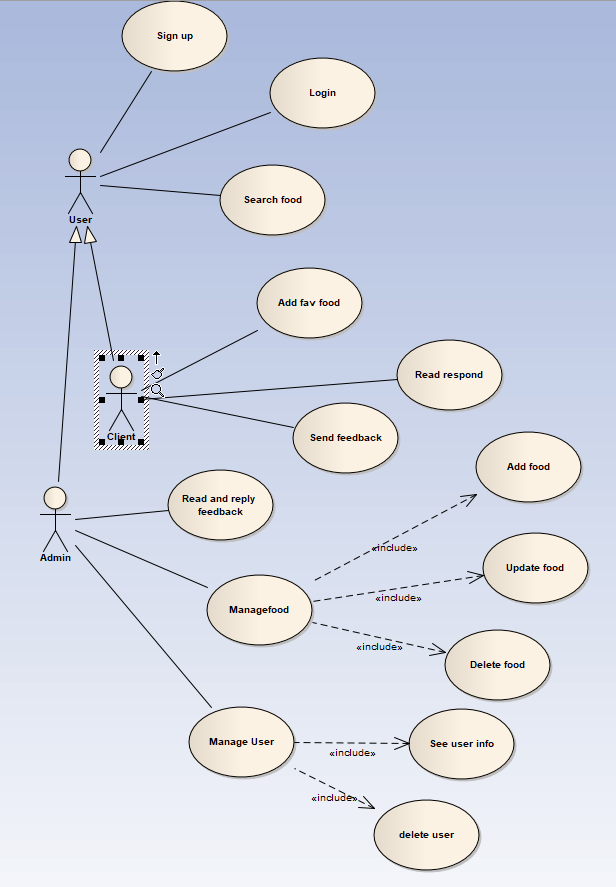 Sign up
Login
Search food
User
Add fav food
Read respond
Client
Send feedback
Add food
Read and reply
feedback
«include»
Admin
Update food
«include»
Managefood
«include»
Delete food
Manage User
See user info
«include»
«include»
delete user